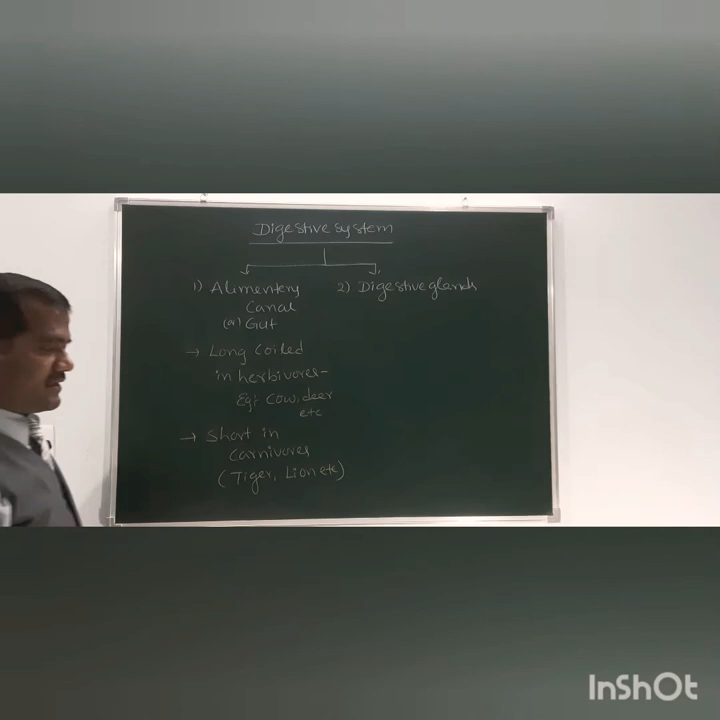 Digestive system
1) Alimentery
Canal
(or) Gut
2) Digestive glands
→ Long coiled
in herbivores-
Eg:- Cow, deer
etc
→ Short in
Carnivores
(Tiger, Lion etc)
InShOt